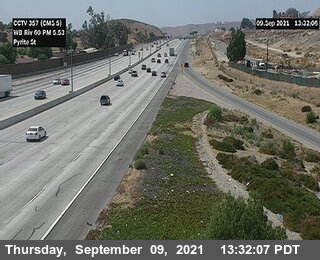 CCTV 357 (CMS 5)
WB Riv 60 PM 5.53
Pyrite St
09.Sep 2021
13:32:06
Thursday, September 09, 2021 13:32:07 PDT